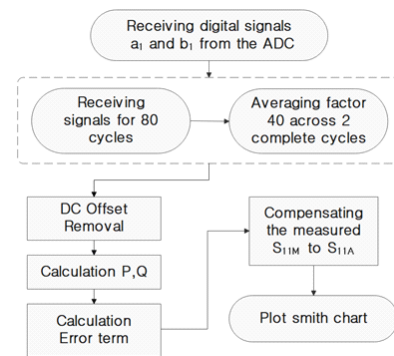 Receiving digital signals
a₁ and b₁ from the ADC
Receiving
signals for 80
cycles
Averaging factor
40 across 2
complete cycles
DC Offset
Removal
Calculation P,Q
Calculation
Error term
Compensating
the measured
S₁₁M to S₁₁A
Plot smith chart